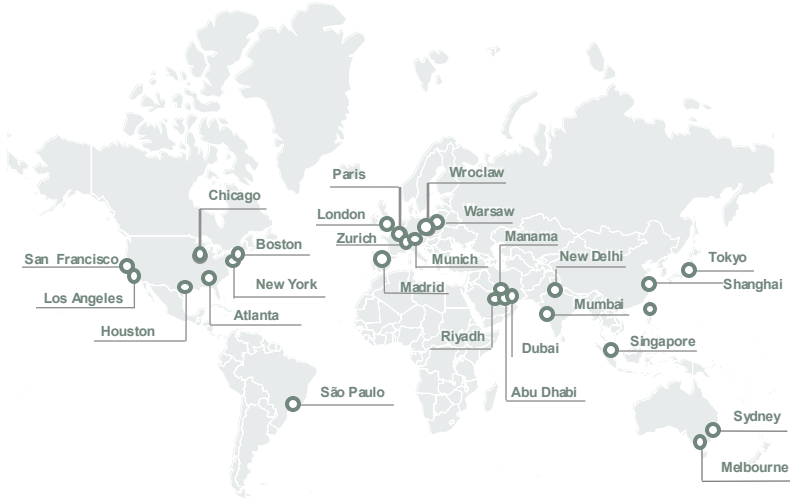 Paris
Wroclaw
Chicago
London
Warsaw
Zurich
Boston
Manama
San Francisco
Munich
New Delhi
Tokyo
New York
Madrid
Shanghai
Los Angeles
Mumbai
Atlanta
Houston
Riyadh
Dubai
Singapore
São Paulo
Abu Dhabi
Sydney
Melbourne